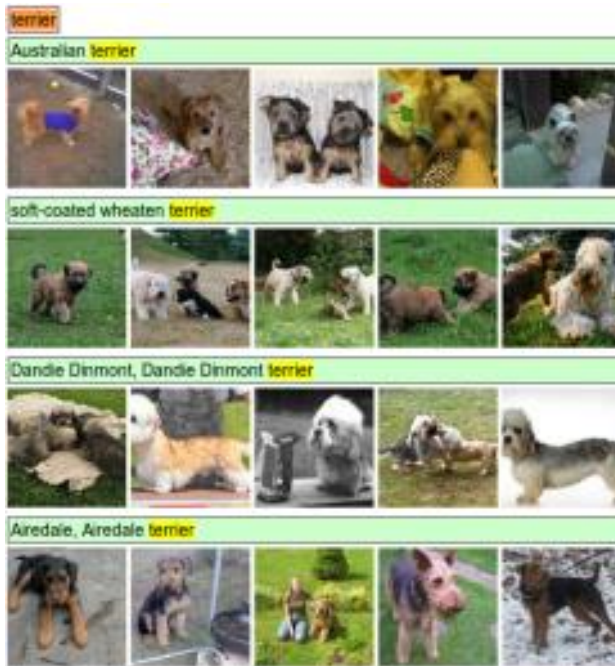 terrier
Australian terrier
soft-coated wheaten terrier
Dandie Dinmont, Dandie Dinmont terrier
Airedale, Airedale terrier